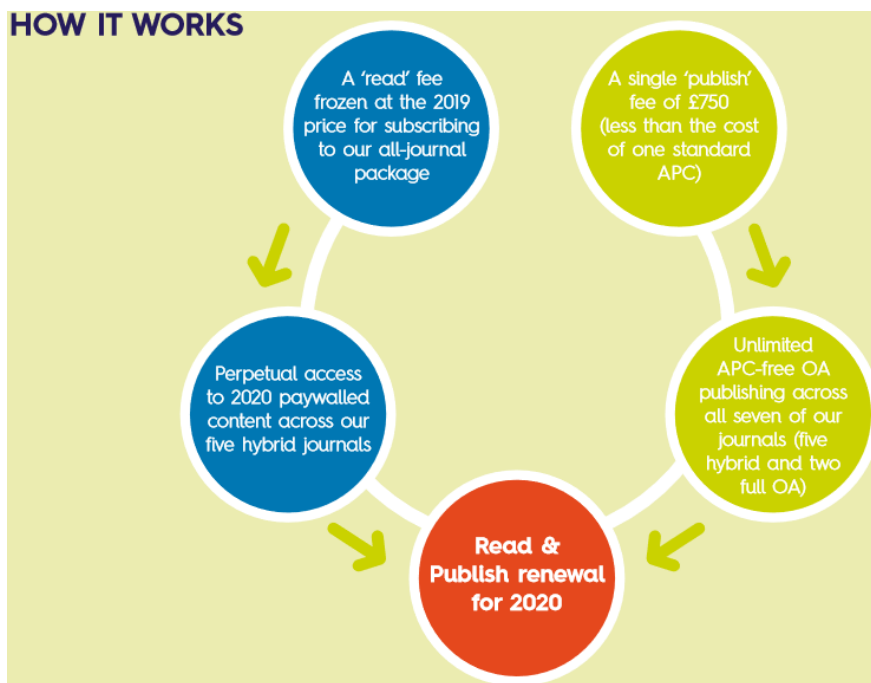 HOW IT WORKS
A ‘read’ fee
frozen at the 2019
price for subscribing
to our all-journal
package
A single ‘publish’
fee of £750
(less than the cost
of one standard
APC)
Perpetual access
to 2020 paywalled
content across our
five hybrid journals
Unlimited
APC-free OA
publishing across
all seven of our
journals (five
hybrid and two
full OA)
Read &
Publish renewal
for 2020